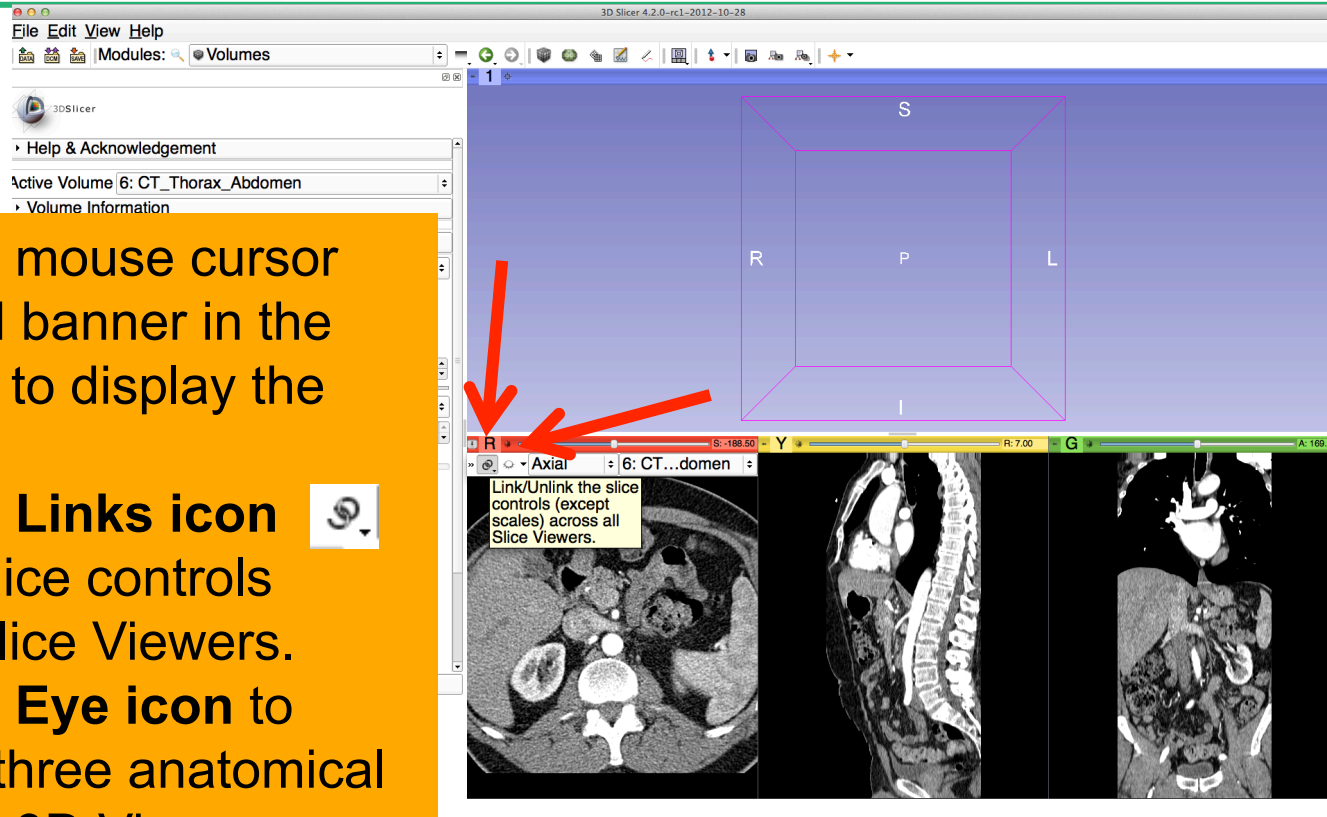 3D Slicer 4.2.0-rc1-2012-10-28
File Edit View Help
DATA DCM SAVE Modules: Volumes
1
3DSlicer
Help & Acknowledgement
Active Volume 6: CT_Thorax_Abdomen
Volume Information
mouse cursor
banner in the
to display the
Links icon
ice controls
lice Viewers.
Eye icon to
three anatomical
S
R P L
I
R S: -188.50
Y R: 7.00
G A: 169.
» Axial 6: CT...domen
Link/Unlink the slice
controls (except
scales) across all
Slice Viewers.